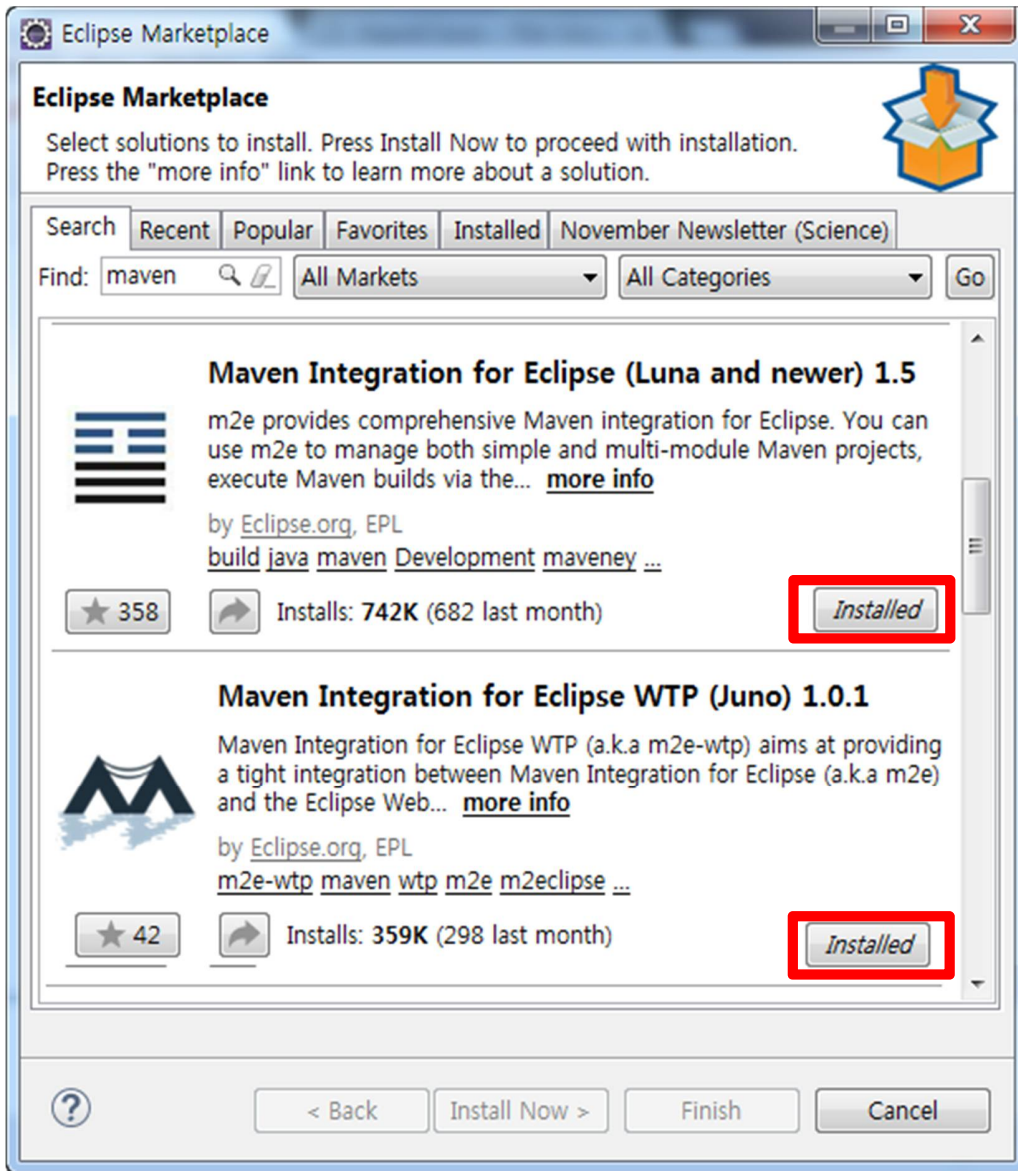 Eclipse Marketplace
Eclipse Marketplace
Select solutions to install. Press Install Now to proceed with installation.
Press the "more info" link to learn more about a solution.
Search Recent Popular Favorites Installed November Newsletter (Science)
Find: maven All Markets All Categories Go
Maven Integration for Eclipse (Luna and newer) 1.5
m2e provides comprehensive Maven integration for Eclipse. You can
use m2e to manage both simple and multi-module Maven projects,
execute Maven builds via the... more info
by Eclipse.org, EPL
build java maven Development maveney ...
358 Installs: 742K (682 last month) Installed
Maven Integration for Eclipse WTP (Juno) 1.0.1
Maven Integration for Eclipse WTP (a.k.a m2e-wtp) aims at providing
a tight integration between Maven Integration for Eclipse (a.k.a m2e)
and the Eclipse Web... more info
by Eclipse.org, EPL
m2e-wtp maven wtp m2e m2eclipse ...
42 Installs: 359K (298 last month) Installed
? < Back Install Now > Finish Cancel